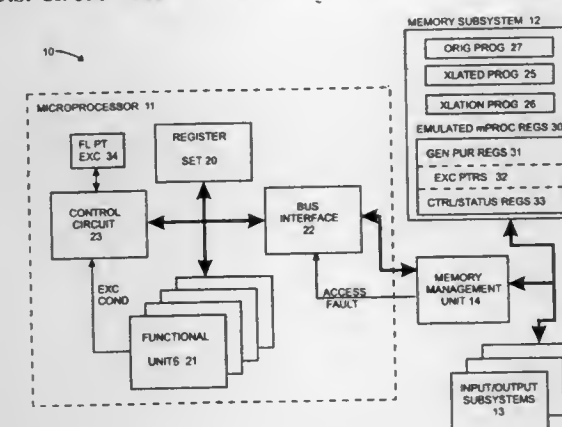 MEMORY SUBSYSTEM 12
10
ORIG PROG 27
XLATED PROG 25
XLATION PROG 26
EMULATED mPROC REGS 30
GEN PUR REGS 31
EXC PTRS 32
CTRL/STATUS REGS 33
MICROPROCESSOR 11
FL PT
EXC 34
REGISTER
SET 20
CONTROL
CIRCUIT
23
BUS
INTERFACE
22
EXC
COND
ACCESS
FAULT
MEMORY
MANAGEMENT
UNIT 14
FUNCTIONAL
UNITS 21
INPUT/OUTPUT
SUBSYSTEMS
13